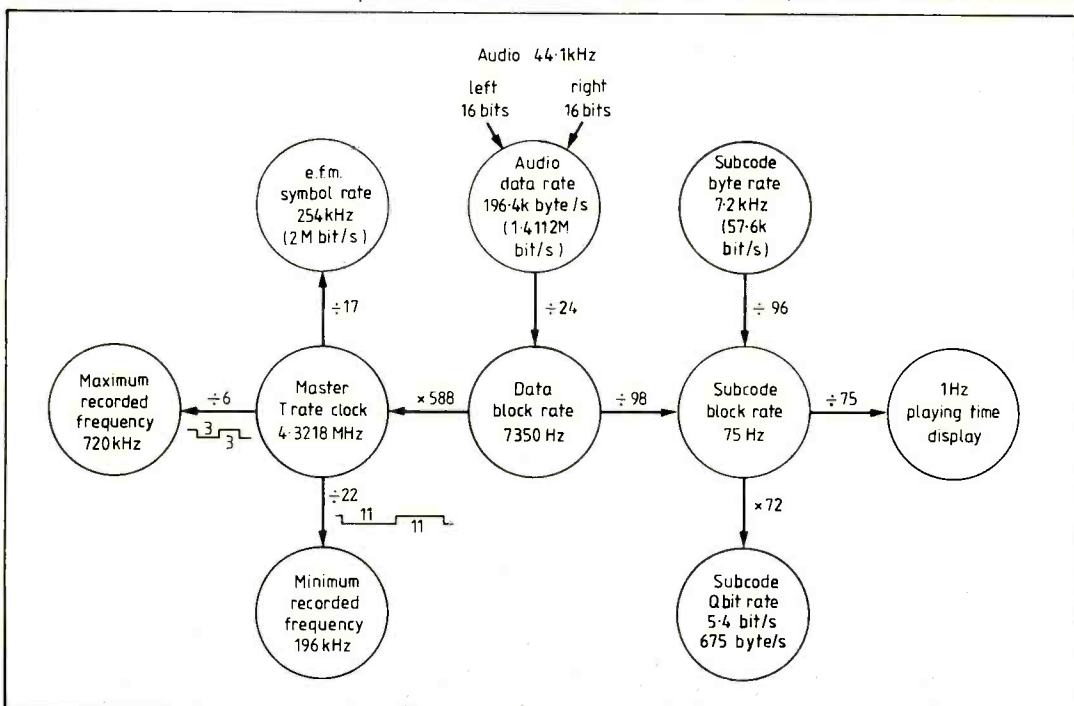 Audio 44·1kHz
left
16 bits
right
16 bits
e.f.m.
symbol rate
254kHz
(2M bit/s)
Audio
data rate
196·4k byte/s
(1·4112M
bit/s)
Subcode
byte rate
7·2kHz
(57·6k
bit/s)
÷17
÷24
÷96
Maximum
recorded
frequency
720kHz
÷6
3
3
Master
T rate clock
4·3218 MHz
×588
Data
block rate
7350 Hz
÷98
Subcode
block rate
75 Hz
÷75
1Hz
playing time
display
÷22
11
11
×72
Minimum
recorded
frequency
196kHz
Subcode
Q bit rate
5·4 bit/s
675 byte/s